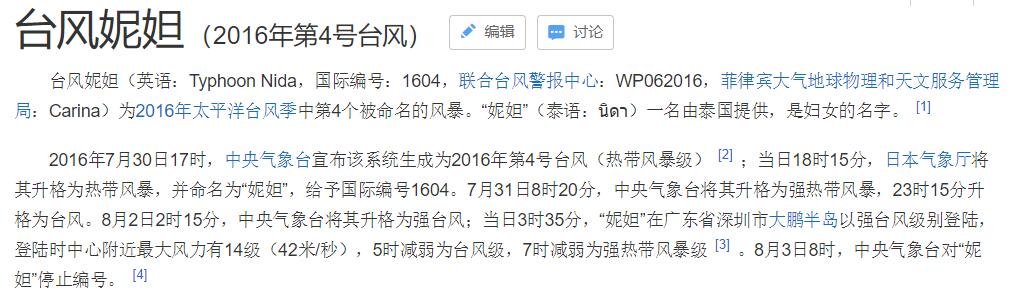 台风妮妲（2016年第4号台风） 编辑 讨论
台风妮妲（英语：Typhoon Nida，国际编号：1604，联合台风警报中心：WP062016，菲律宾大气地球物理和天文服务管理
局：Carina）为2016年太平洋台风季中第4个被命名的风暴。“妮妲”（泰语：นิดา）一名由泰国提供，是妇女的名字。 [1]
2016年7月30日17时，中央气象台宣布该系统生成为2016年第4号台风（热带风暴级） [2] ；当日18时15分，日本气象厅将
其升格为热带风暴，并命名为“妮妲”，给予国际编号1604。7月31日8时20分，中央气象台将其升格为强热带风暴，23时15分升
格为台风。8月2日2时15分，中央气象台将其升格为强台风；当日3时35分，“妮妲”在广东省深圳市大鹏半岛以强台风级别登陆，
登陆时中心附近最大风力有14级（42米/秒），5时减弱为台风级，7时减弱为强热带风暴级 [3] 。8月3日8时，中央气象台对“妮
妲”停止编号。 [4]